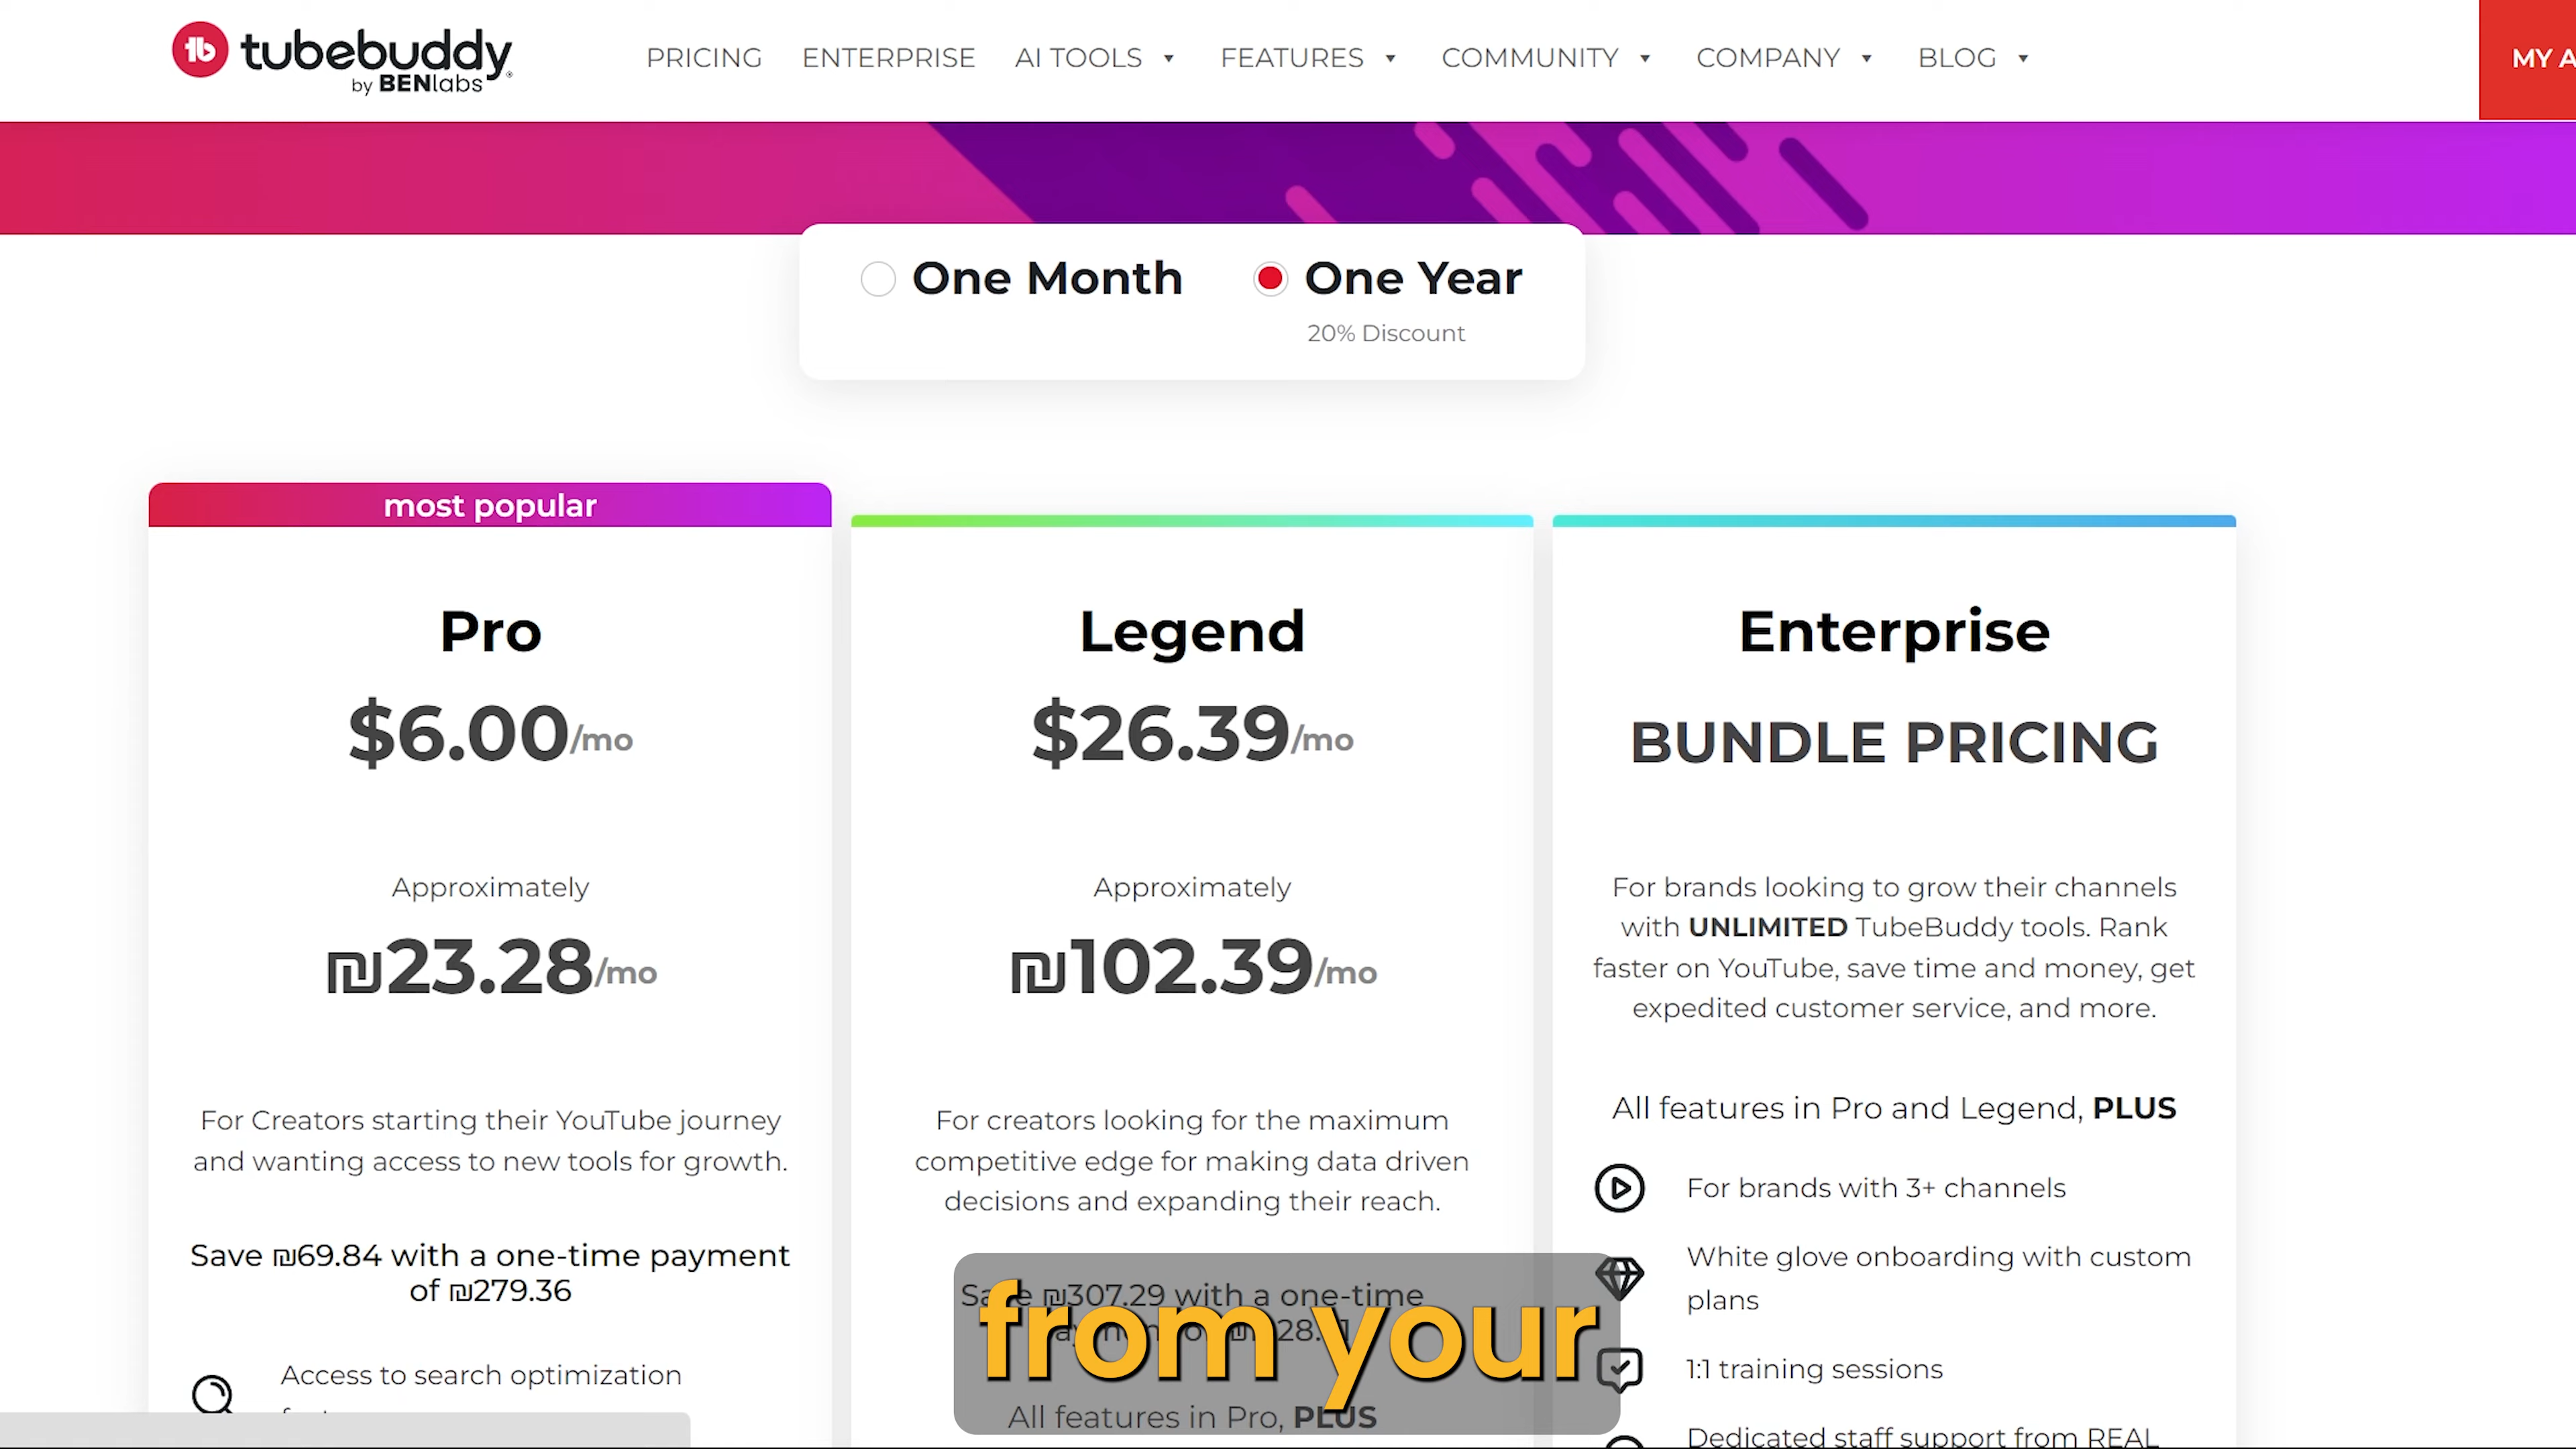 tubebuddy
by BENlabs
PRICING ENTERPRISE AI TOOLS FEATURES COMMUNITY COMPANY BLOG MY A
One Month One Year
20% Discount
most popular
Pro
$6.00/mo
Approximately
₪23.28/mo
For Creators starting their YouTube journey
and wanting access to new tools for growth.
Save ₪69.84 with a one-time payment
of ₪279.36
Access to search optimization
Legend
$26.39/mo
Approximately
₪102.39/mo
For creators looking for the maximum
competitive edge for making data driven
decisions and expanding their reach.
Save ₪307.29 with a one-time
All features in Pro, PLUS
Enterprise
BUNDLE PRICING
For brands looking to grow their channels
with UNLIMITED TubeBuddy tools. Rank
faster on YouTube, save time and money, get
expedited customer service, and more.
All features in Pro and Legend, PLUS
For brands with 3+ channels
White glove onboarding with custom
plans
1:1 training sessions
Dedicated staff support from REAL
from your